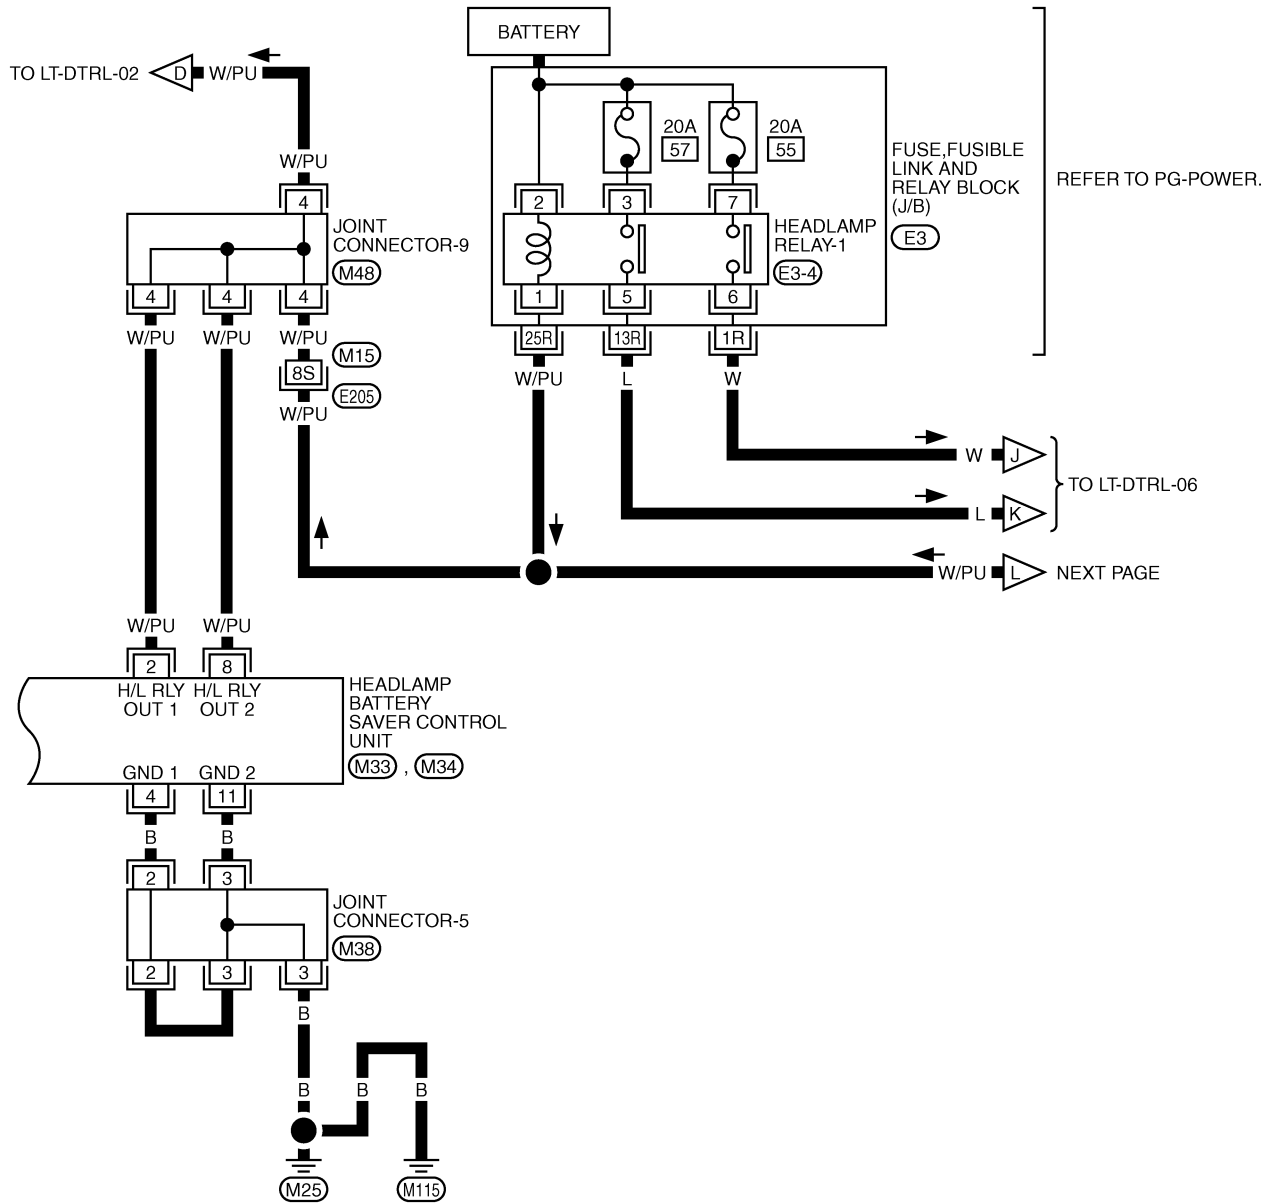 BATTERY
TO LT-DTRL-02
D
W/PU
20A
57
20A
55
FUSE,FUSIBLE
LINK AND
RELAY BLOCK
(J/B)
E3
REFER TO PG-POWER.
W/PU
4
JOINT
CONNECTOR-9
M48
2
3
7
HEADLAMP
RELAY-1
E3-4
4
4
4
1
5
6
W/PU
W/PU
W/PU
25R
13R
1R
M15
8S
E205
W/PU
W/PU
L
W
W
J
TO LT-DTRL-06
L
K
W/PU
L
NEXT PAGE
W/PU
W/PU
2
8
H/L RLY
OUT 1
H/L RLY
OUT 2
HEADLAMP
BATTERY
SAVER CONTROL
UNIT
M33 , M34
GND 1
GND 2
4
11
B
B
2
3
JOINT
CONNECTOR-5
M38
2
3
3
B
B
B
B
M25
M115